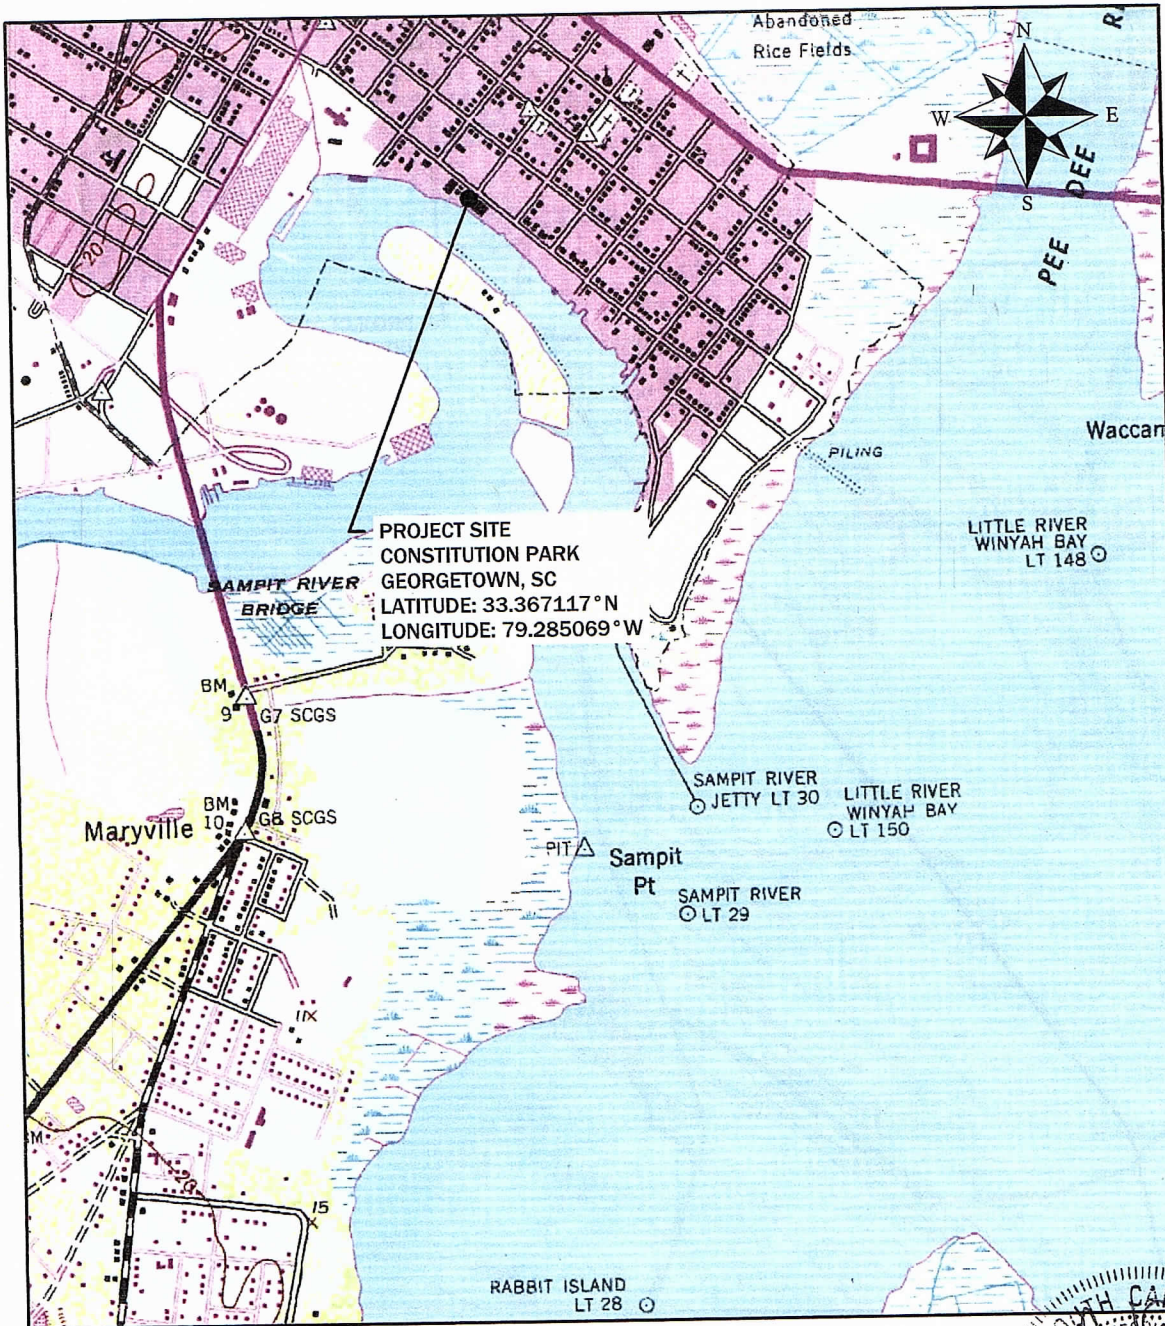 Abandoned
Rice Fields
N
W
E
S
PEE DEE
20
Waccam
PILING
LITTLE RIVER
WINYAH BAY
LT 148
PROJECT SITE
CONSTITUTION PARK
GEORGETOWN, SC
LATITUDE: 33.367117°N
LONGITUDE: 79.285069°W
SAMPIT RIVER
BRIDGE
BM
9
G7 SCGS
SAMPIT RIVER
JETTY LT 30
LITTLE RIVER
WINYAH BAY
LT 150
BM
10
G8 SCGS
Maryville
PIT
Sampit
Pt
SAMPIT RIVER
LT 29
11
20
15
RABBIT ISLAND
LT 28